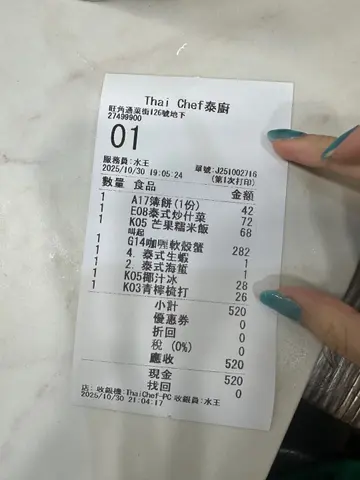 Thai Chef泰廚
旺角通菜街126號地下
27499900
01
服務員:水王 單號:J251002716
2025/10/30 19:05:24 (第1次打印)
數量 食品 金額
1 A17薄餅(1份) 42
1 E08泰式炒什菜 72
1 K05 芒果糯米飯 68
叫起
1 G14咖喱軟殼蟹 282
1 4. 泰式生蝦 1
1 2. 泰式海蜇 1
1 K05椰汁冰 28
1 K03青檸梳打 26
小計 520
優惠券 0
折回 0
稅 (0%) 0
應收 520
現金 520
找回 0
店: 收銀機:ThaiChef-PC 收銀員:水王
2025/10/30 21:04:17